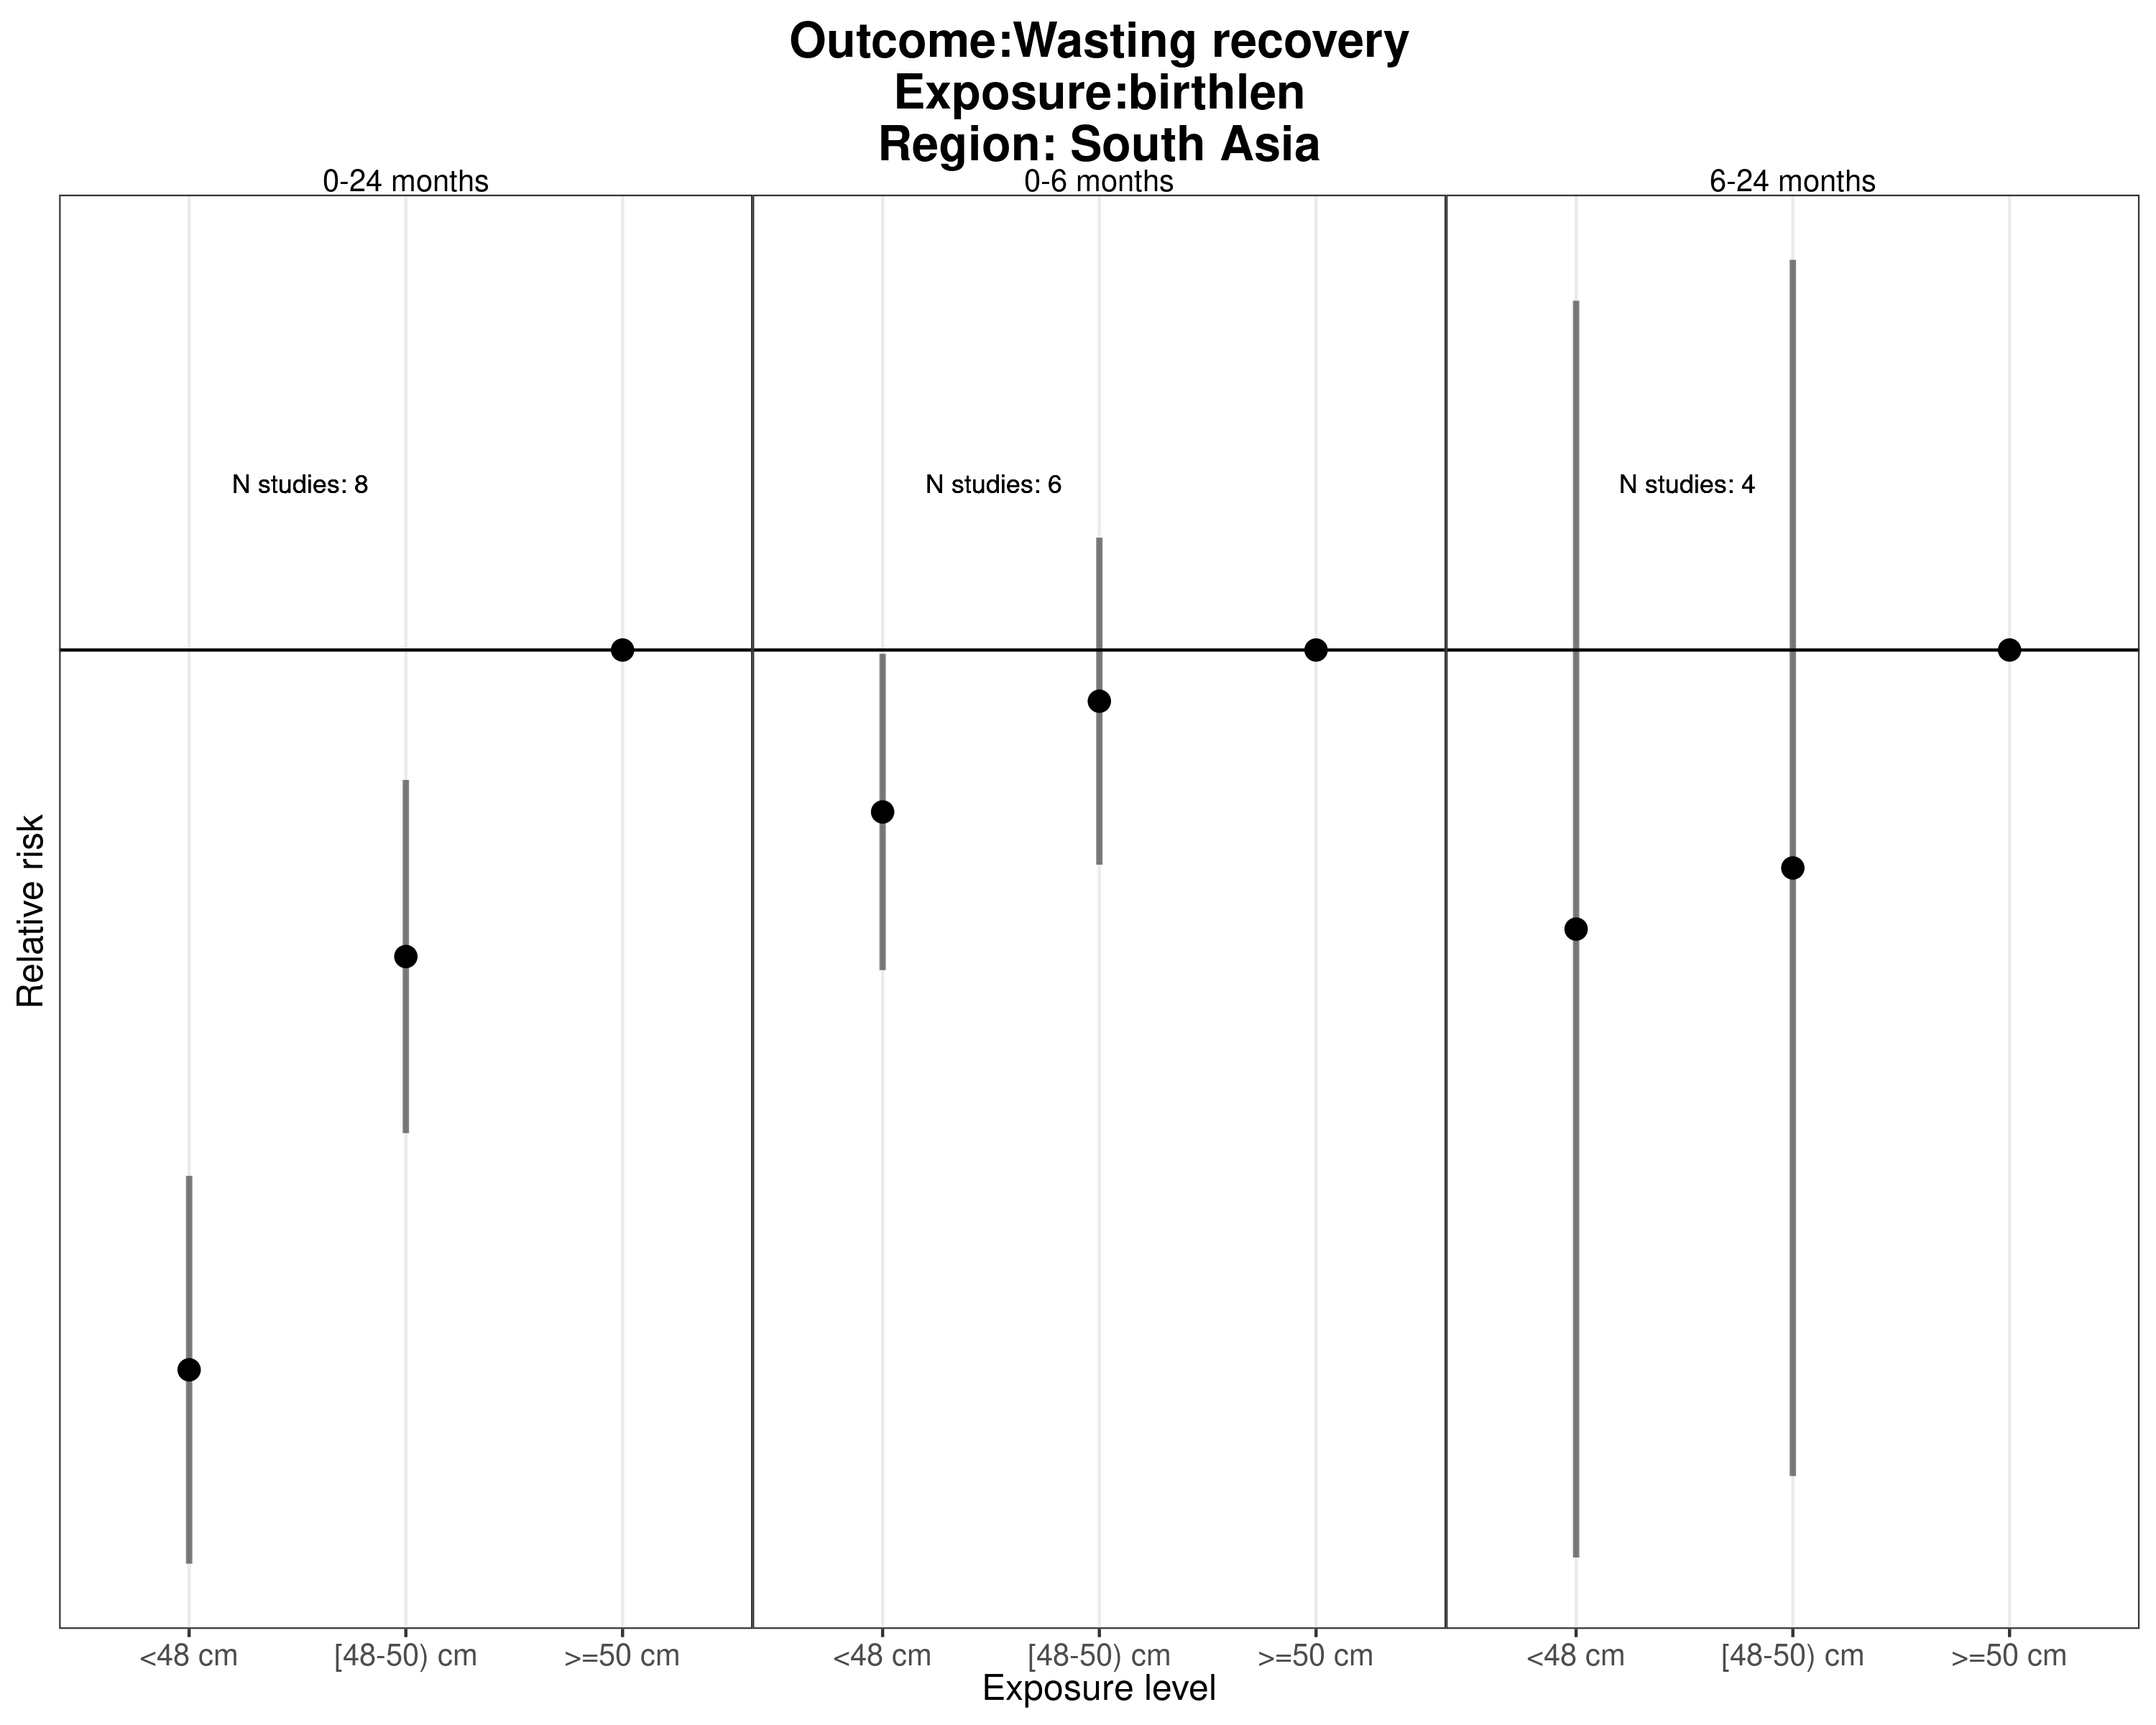 Outcome:Wasting recovery
Exposure:birthlen
Region: South Asia
0-24 months
0-6 months
6-24 months
N studies: 8
N studies: 6
N studies: 4
Relative risk
<48 cm
[48-50) cm
>=50 cm
<48 cm
[48-50) cm
>=50 cm
<48 cm
[48-50) cm
>=50 cm
Exposure level